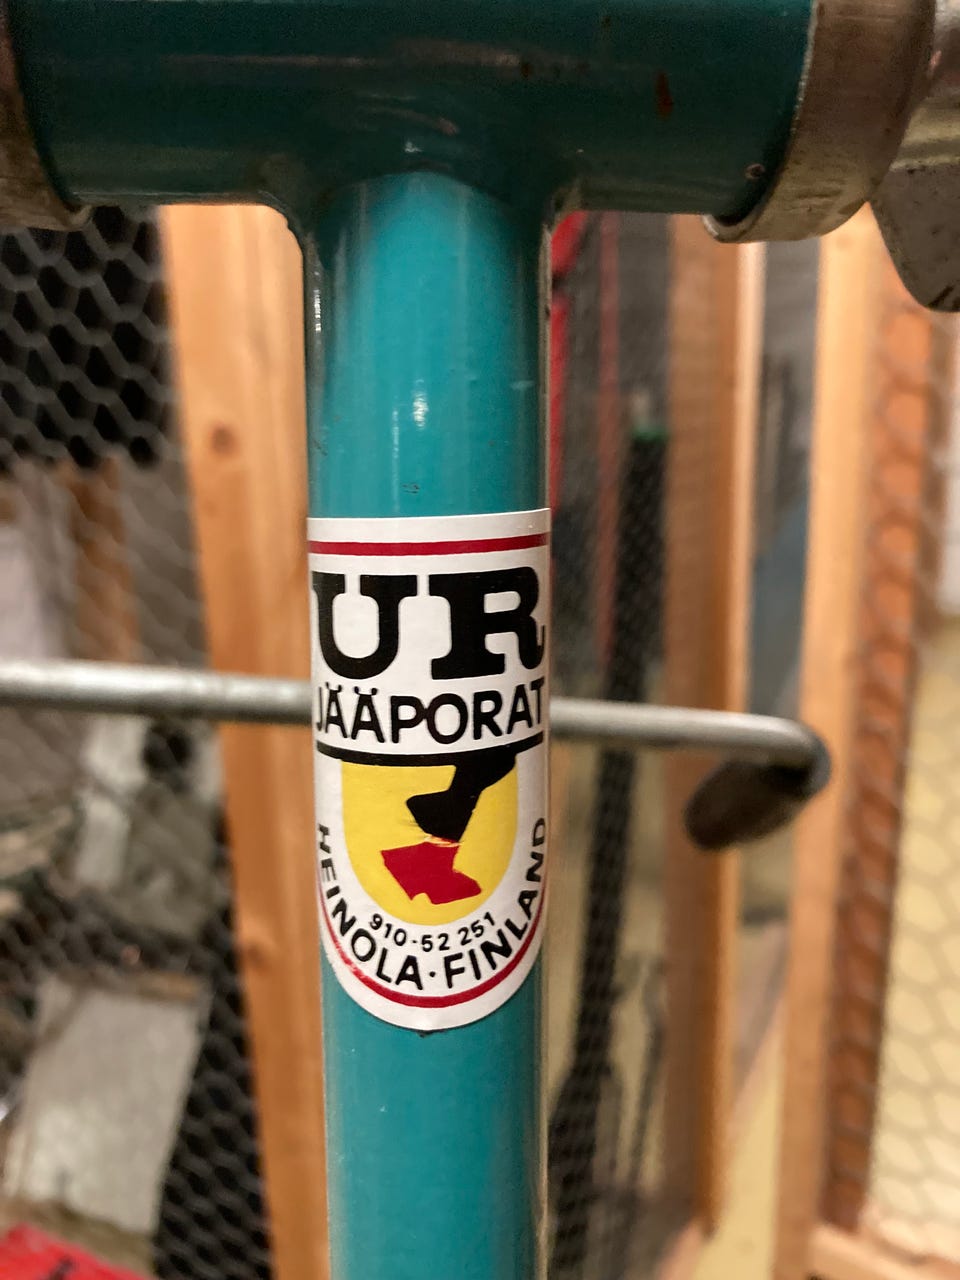 UR
JÄÄPORAT
910-52 251
HEINOLA·FINLAND